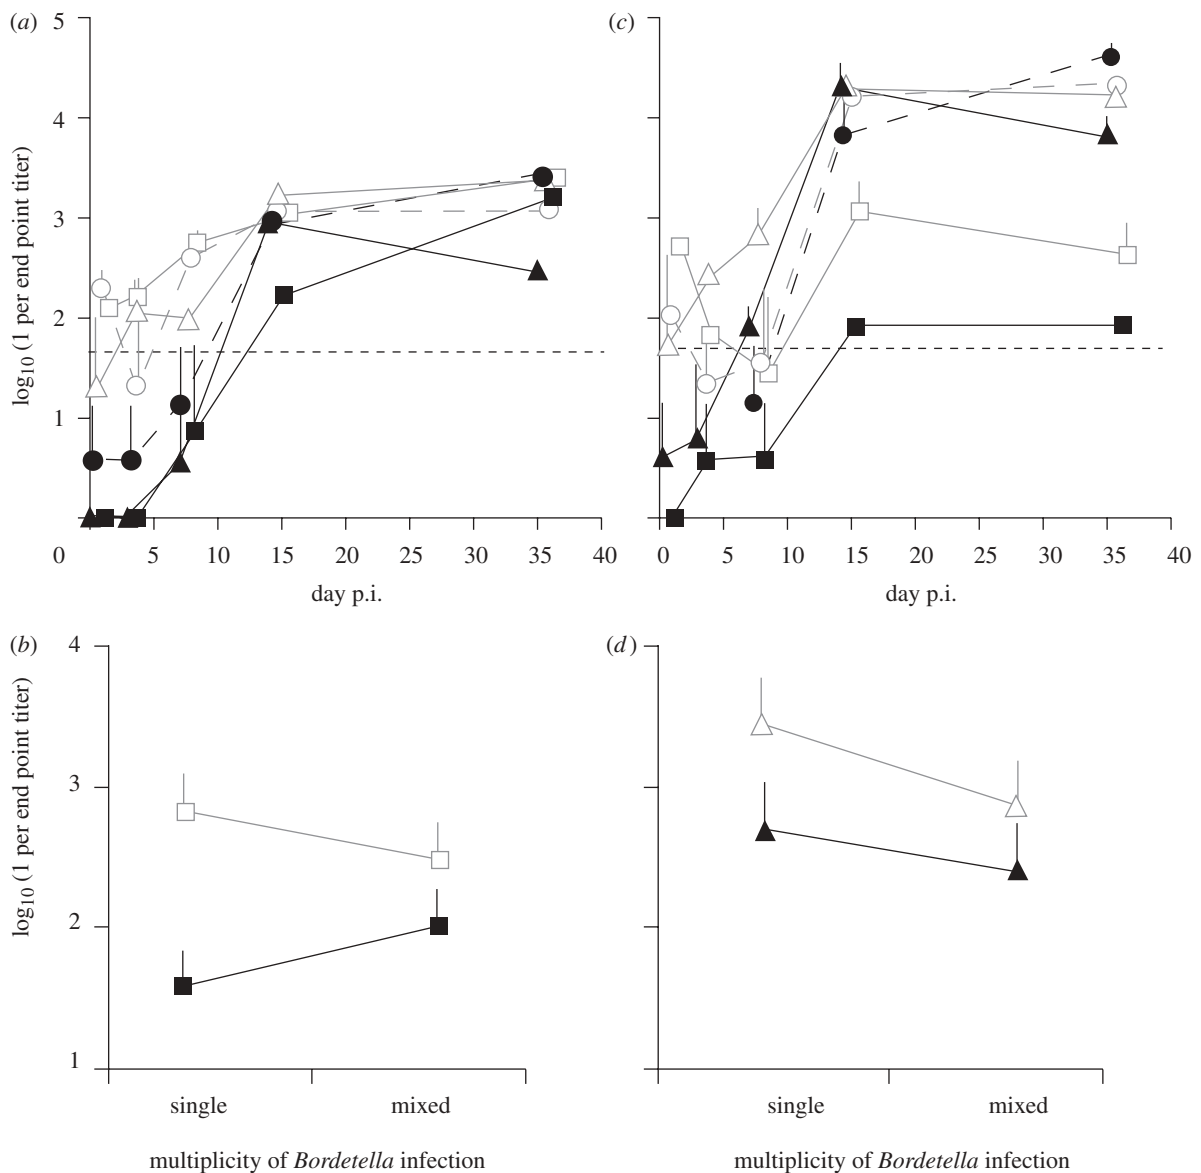 (a)
5
4
3
2
1
log10 (1 per end point titer)
0 5 10 15 20 25 30 35 40
day p.i.
(c)
0 5 10 15 20 25 30 35 40
day p.i.
(b)
4
3
2
1
log10 (1 per end point titer)
single mixed
multiplicity of Bordetella infection
(d)
single mixed
multiplicity of Bordetella infection